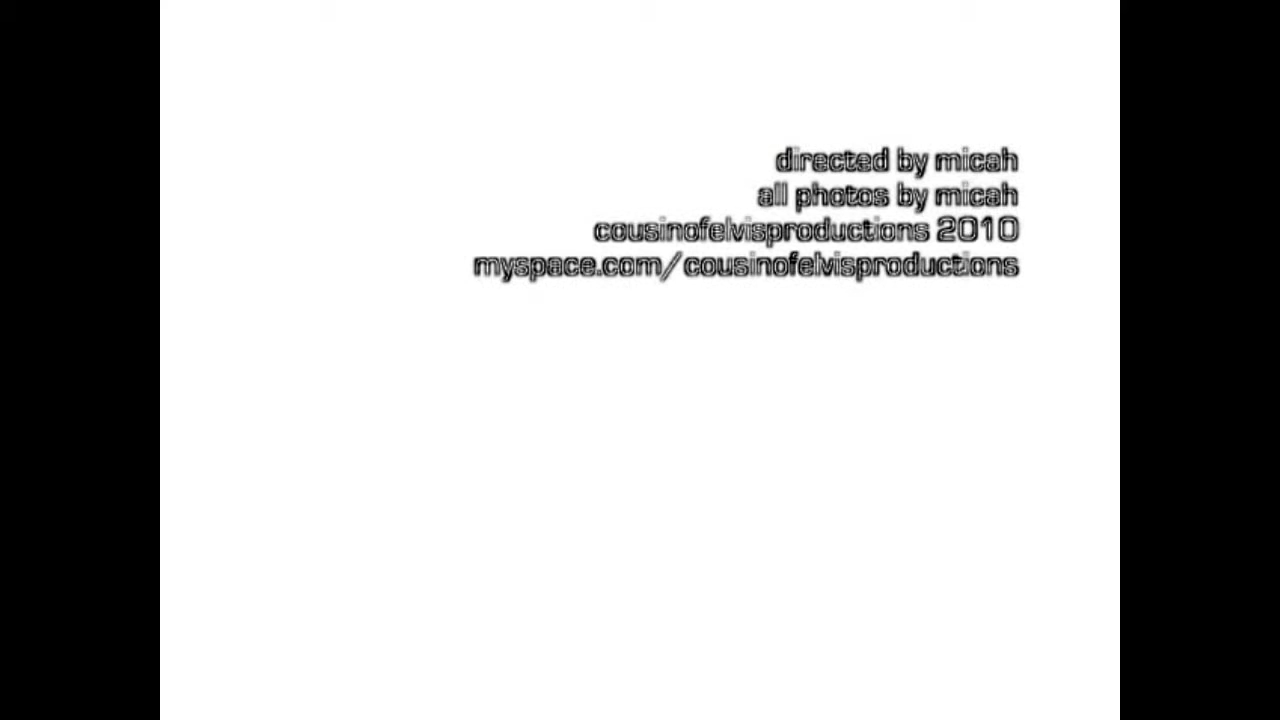 directed by micah
all photos by micah
cousinofelvisproductions 2010
myspace.com/cousinofelvisproductions